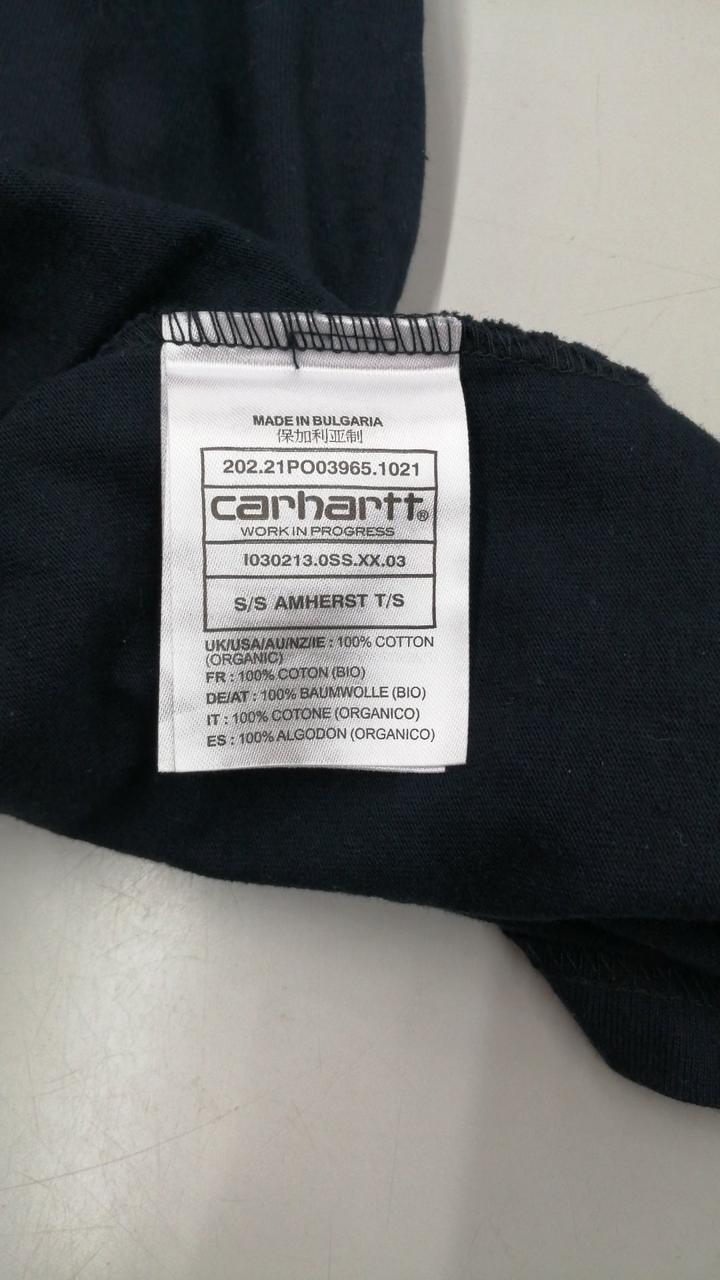 MADE IN BULGARIA
保加利亚制
202.21PO03965.1021
carhartt®
WORK IN PROGRESS
I030213.0SS.XX.03
S/S AMHERST T/S
UK/USA/AU/NZ/IE : 100% COTTON
(ORGANIC)
FR : 100% COTON (BIO)
DE/AT : 100% BAUMWOLLE (BIO)
IT : 100% COTONE (ORGANICO)
ES : 100% ALGODON (ORGANICO)